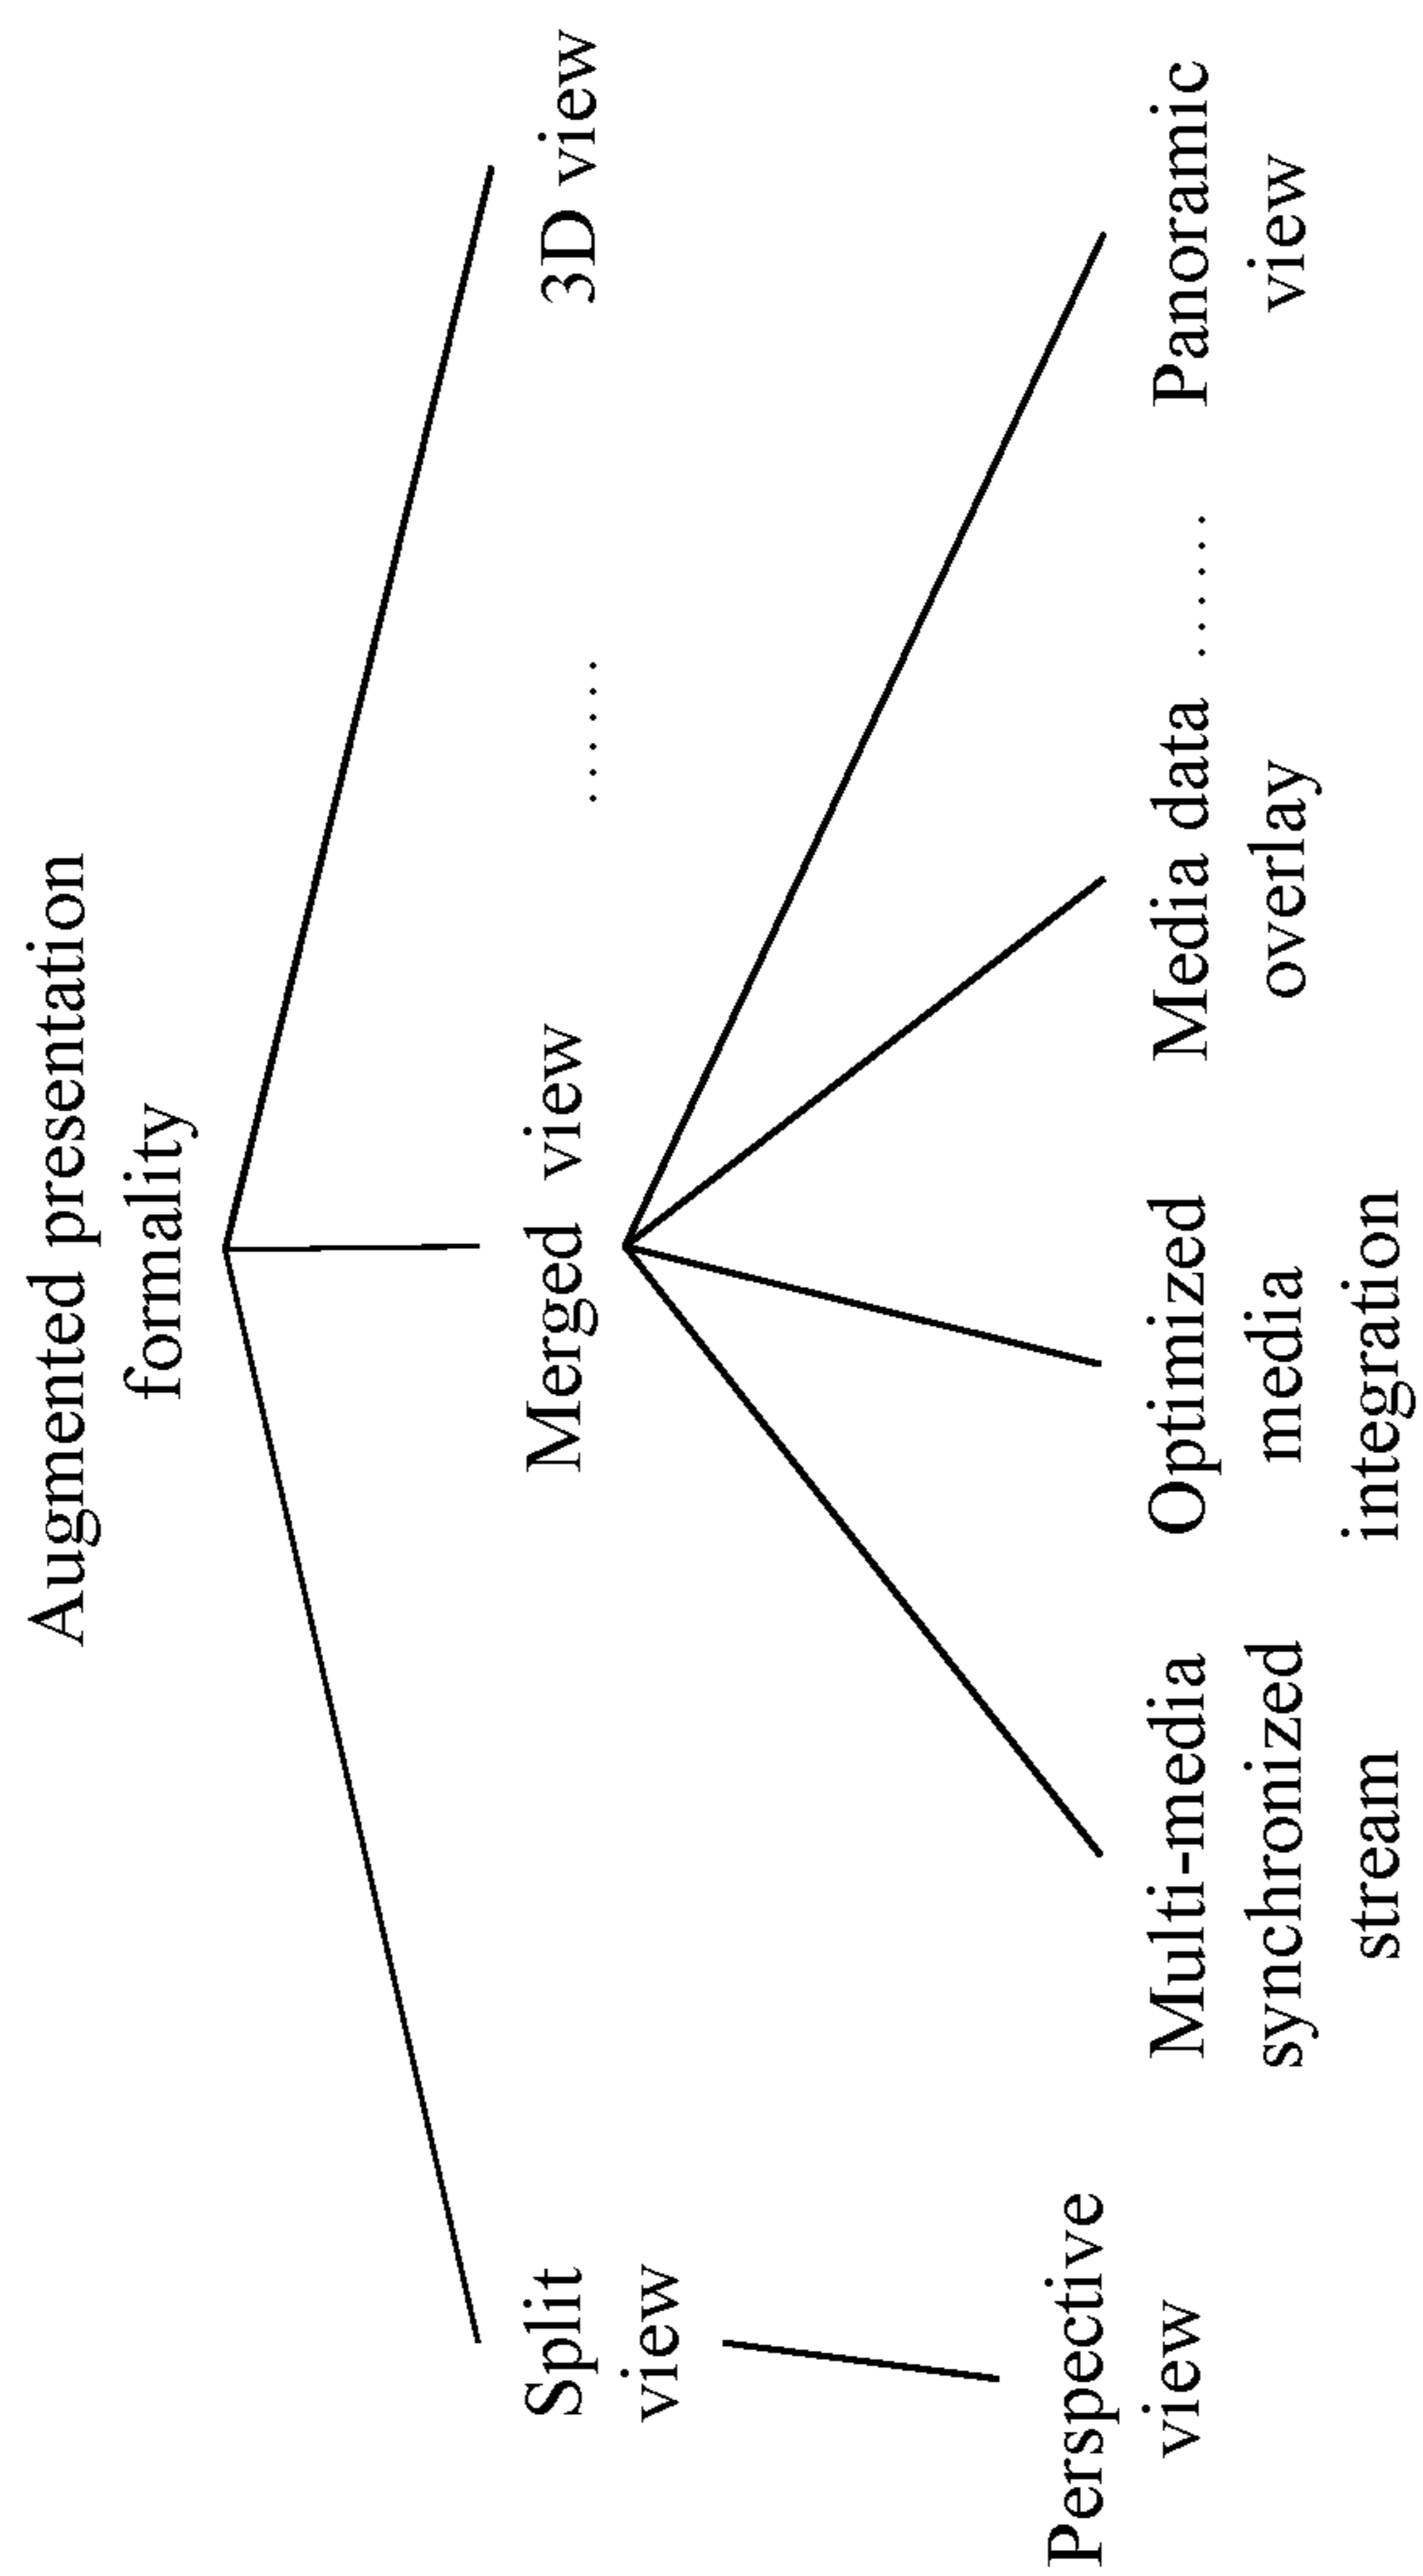 Augmented presentation
formality
Split
view
Merged view
......
3D view
Perspective
view
Multi-media
synchronized
stream
Optimized
media
integration
Media data
overlay
......
Panoramic
view